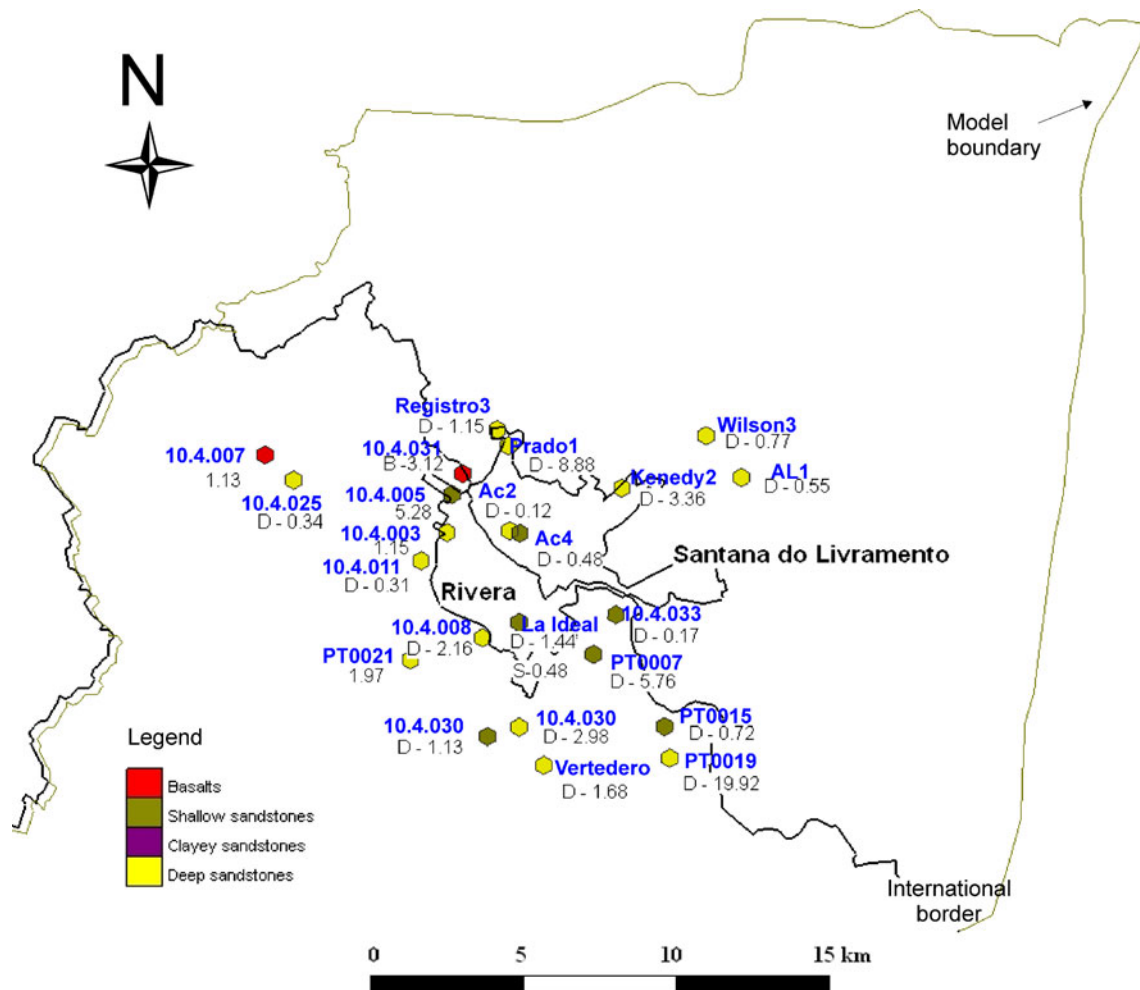 N
Model
boundary
Registro3
D - 1.15
Wilson3
D - 0.77
10.4.031
B -3.12
Prado1
D - 8.88
10.4.007
1.13
Kenedy2
D - 3.36
AL1
D - 0.55
10.4.005
5.28
Ac2
D - 0.12
10.4.025
D - 0.34
10.4.003
1.15
Ac4
D - 0.48
10.4.011
D - 0.31
Santana do Livramento
Rivera
10.4.033
D - 0.17
10.4.008
D - 2.16
La Ideal
D - 1.44
S-0.48
PT0021
1.97
PT0007
D - 5.76
10.4.030
D - 1.13
10.4.030
D - 2.98
PT0015
D - 0.72
Vertedero
D - 1.68
PT0019
D - 19.92
Legend
Basalts
Shallow sandstones
Clayey sandstones
Deep sandstones
International
border
0 5 10 15 km